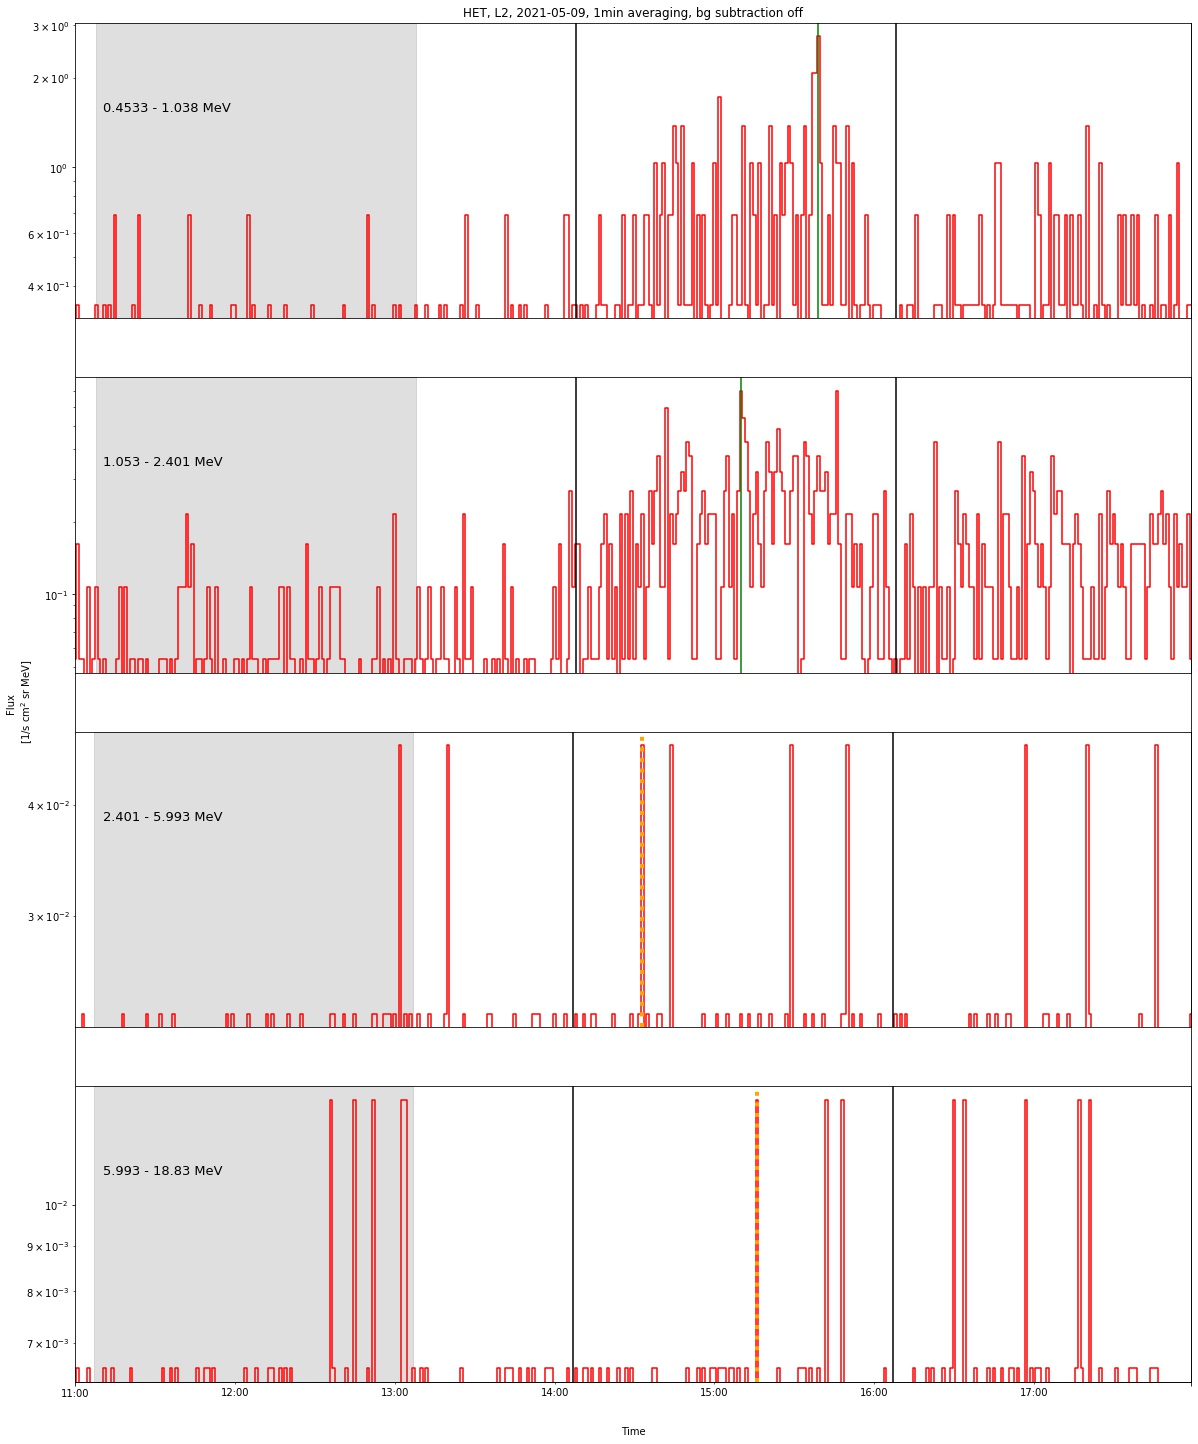 HET, L2, 2021-05-09, 1min averaging, bg subtraction off
3 × 10⁰
2 × 10⁰
0.4533 - 1.038 MeV
10⁰
6 × 10⁻¹
4 × 10⁻¹
1.053 - 2.401 MeV
10⁻¹
Flux
[1/s cm² sr MeV]
4 × 10⁻²
2.401 - 5.993 MeV
3 × 10⁻²
5.993 - 18.83 MeV
10⁻²
9 × 10⁻³
8 × 10⁻³
7 × 10⁻³
11:00 12:00 13:00 14:00 15:00 16:00 17:00
Time